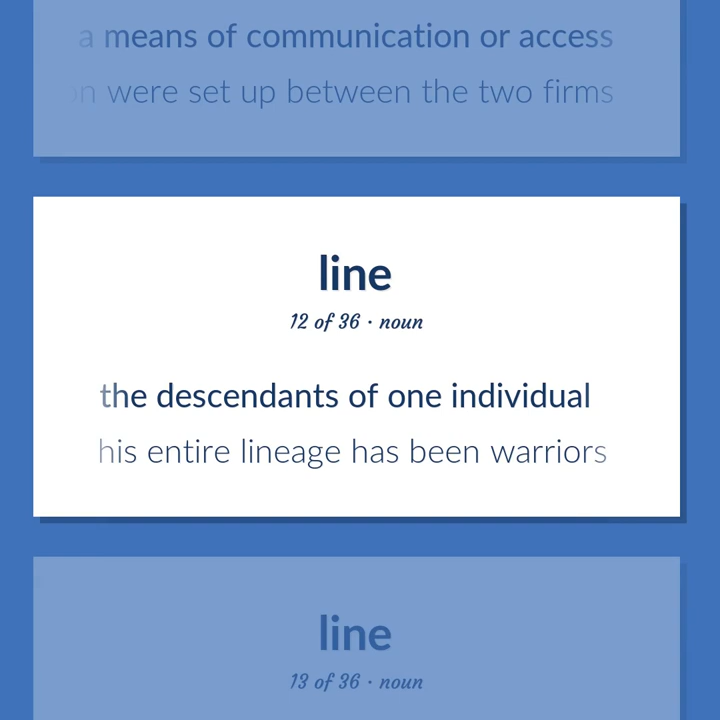 a means of communication or access
were set up between the two firms
line
12 of 36 · noun
the descendants of one individual
his entire lineage has been warriors
line
13 of 36 · noun